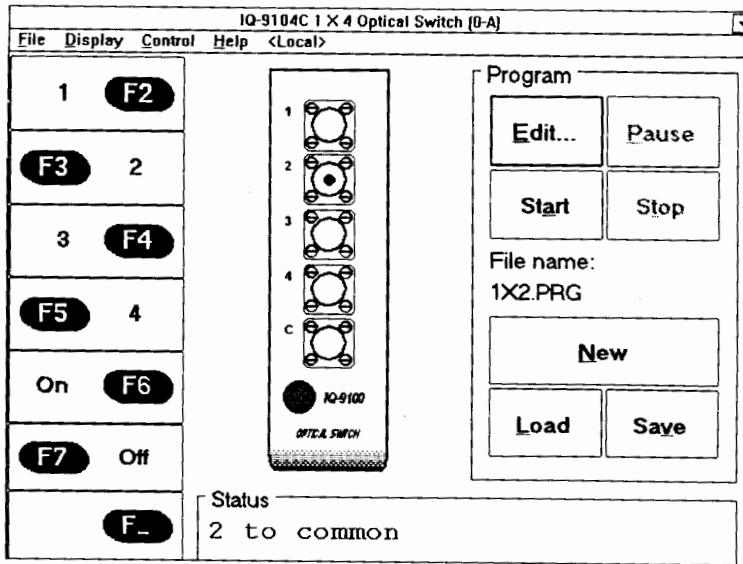 IQ-9104C 1 X 4 Optical Switch (0-A)
File Display Control Help <Local>
1 F2
F3 2
3 F4
F5 4
On F6
F7 Off
F_
1
2
3
4
C
IQ-9100
OPTICAL SWITCH
Program
Edit... Pause
Start Stop
File name:
1X2.PRG
New
Load Save
Status
2 to common